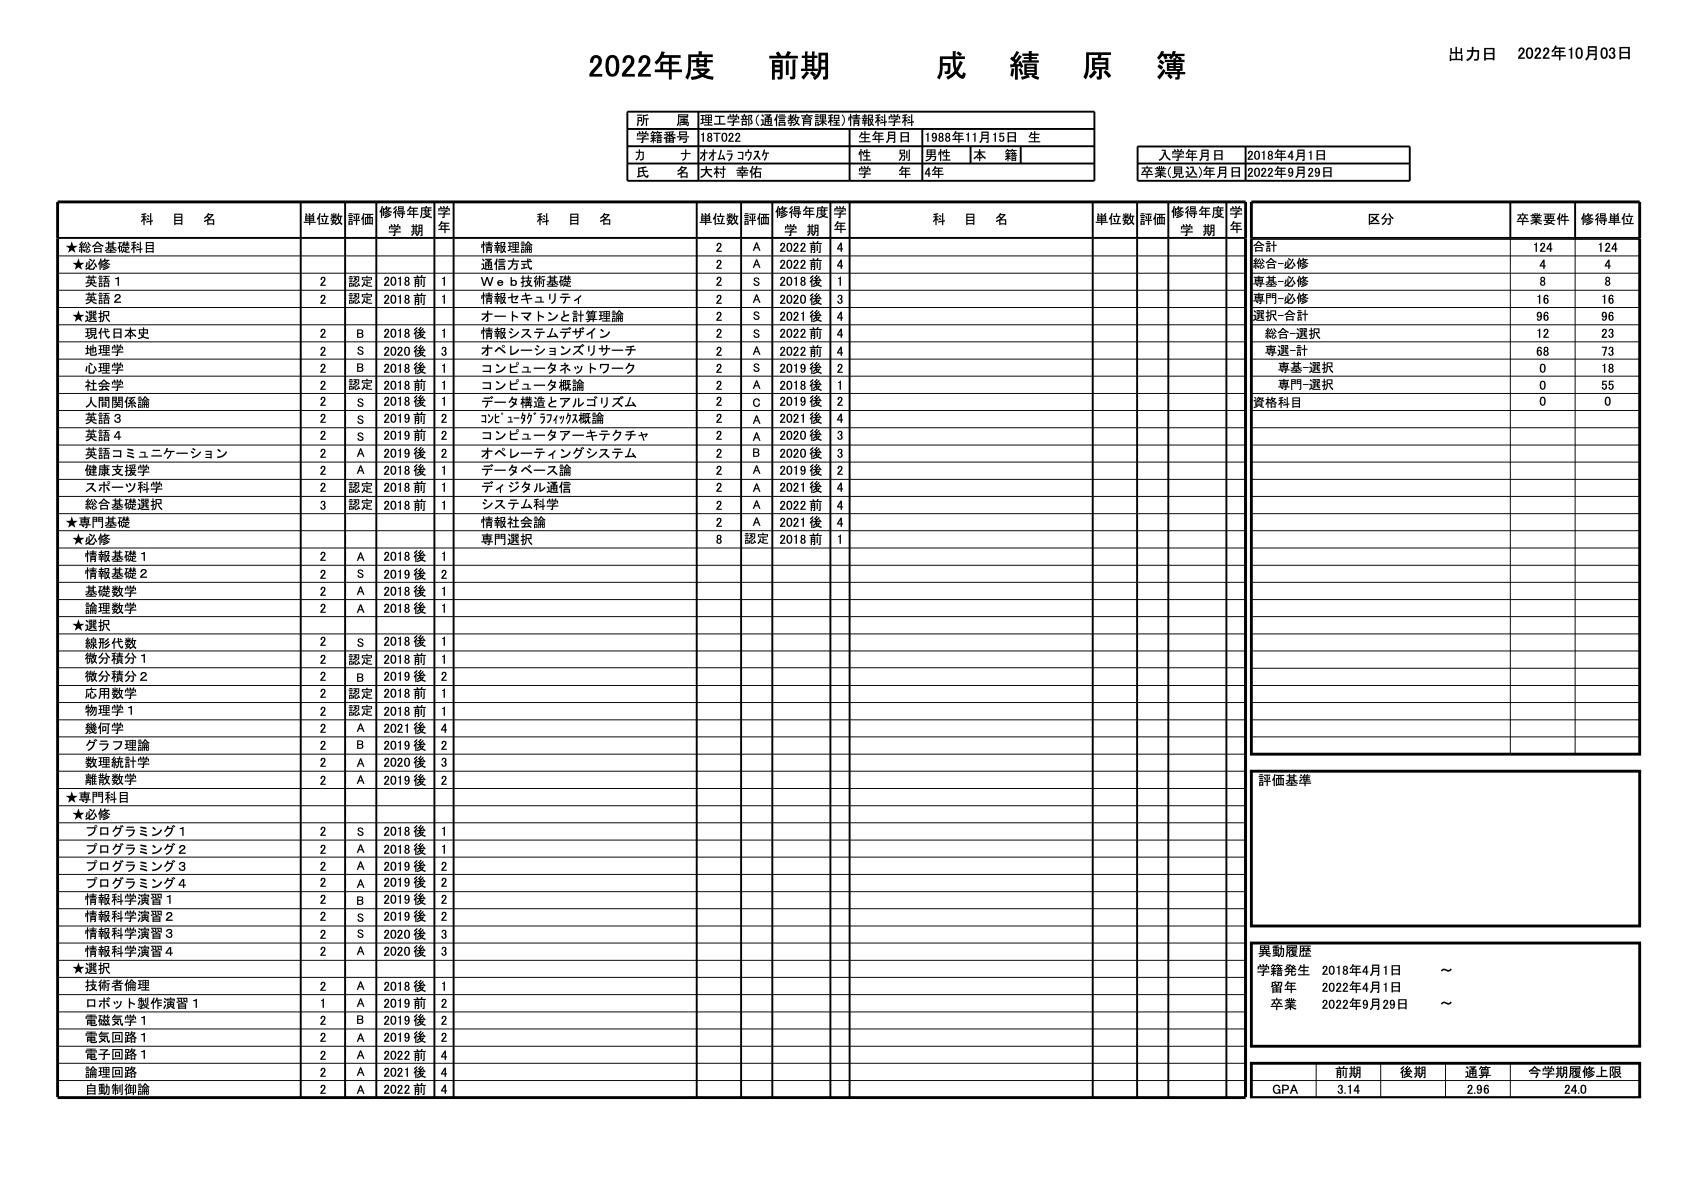 2022年度 前期 成績原簿
出力日 2022年10月03日
所属 理工学部(通信教育課程)情報科学科
学籍番号 18T022 生年月日 1988年11月15日 生
カナ ｵｵﾑﾗ ｺｳｽｹ 性別 男性 本籍
氏名 大村 幸佑 学年 4年
入学年月日 2018年4月1日
卒業(見込)年月日 2022年9月29日
科目名 単位数 評価 修得年度学期 学年
★総合基礎科目
★必修
英語１ 2 認定 2018 前 1
英語２ 2 認定 2018 前 1
★選択
現代日本史 2 B 2018 後 1
地理学 2 S 2020 後 3
心理学 2 B 2018 後 1
社会学 2 認定 2018 前 1
人間関係論 2 S 2018 後 1
英語３ 2 S 2019 前 2
英語４ 2 S 2019 前 2
英語コミュニケーション 2 A 2019 後 2
健康支援学 2 A 2018 後 1
スポーツ科学 2 認定 2018 前 1
総合基礎選択 3 認定 2018 前 1
★専門基礎
★必修
情報基礎１ 2 A 2018 後 1
情報基礎２ 2 S 2019 後 2
基礎数学 2 A 2018 後 1
論理数学 2 A 2018 後 1
★選択
線形代数 2 S 2018 後 1
微分積分１ 2 認定 2018 前 1
微分積分２ 2 B 2019 後 2
応用数学 2 認定 2018 前 1
物理学１ 2 認定 2018 前 1
幾何学 2 A 2021 後 4
グラフ理論 2 B 2019 後 2
数理統計学 2 A 2020 後 3
離散数学 2 A 2019 後 2
★専門科目
★必修
プログラミング１ 2 S 2018 後 1
プログラミング２ 2 A 2018 後 1
プログラミング３ 2 A 2019 後 2
プログラミング４ 2 A 2019 後 2
情報科学演習１ 2 B 2019 後 2
情報科学演習２ 2 S 2019 後 2
情報科学演習３ 2 S 2020 後 3
情報科学演習４ 2 A 2020 後 3
★選択
技術者倫理 2 A 2018 後 1
ロボット製作演習１ 1 A 2019 前 2
電磁気学１ 2 B 2019 後 2
電気回路１ 2 A 2019 後 2
電子回路１ 2 A 2022 前 4
論理回路 2 A 2021 後 4
自動制御論 2 A 2022 前 4
科目名 単位数 評価 修得年度学期 学年
情報理論 2 A 2022 前 4
通信方式 2 A 2022 前 4
Ｗｅｂ技術基礎 2 S 2018 後 1
情報セキュリティ 2 A 2020 後 3
オートマトンと計算理論 2 S 2021 後 4
情報システムデザイン 2 S 2022 前 4
オペレーションズリサーチ 2 A 2022 前 4
コンピュータネットワーク 2 S 2019 後 2
コンピュータ概論 2 A 2018 後 1
データ構造とアルゴリズム 2 C 2019 後 2
ｺﾝﾋﾟｭｰﾀｸﾞﾗﾌｨｯｸｽ概論 2 A 2021 後 4
コンピュータアーキテクチャ 2 A 2020 後 3
オペレーティングシステム 2 B 2020 後 3
データベース論 2 A 2019 後 2
ディジタル通信 2 A 2021 後 4
システム科学 2 A 2022 前 4
情報社会論 2 A 2021 後 4
専門選択 8 認定 2018 前 1
科目名 単位数 評価 修得年度学期 学年
区分 卒業要件 修得単位
合計 124 124
総合-必修 4 4
専基-必修 8 8
専門-必修 16 16
選択-合計 96 96
総合-選択 12 23
専選-計 68 73
専基-選択 0 18
専門-選択 0 55
資格科目 0 0
評価基準
異動履歴
学籍発生 2018年4月1日 ～
留年 2022年4月1日
卒業 2022年9月29日 ～
前期 後期 通算 今学期履修上限
GPA 3.14 2.96 24.0